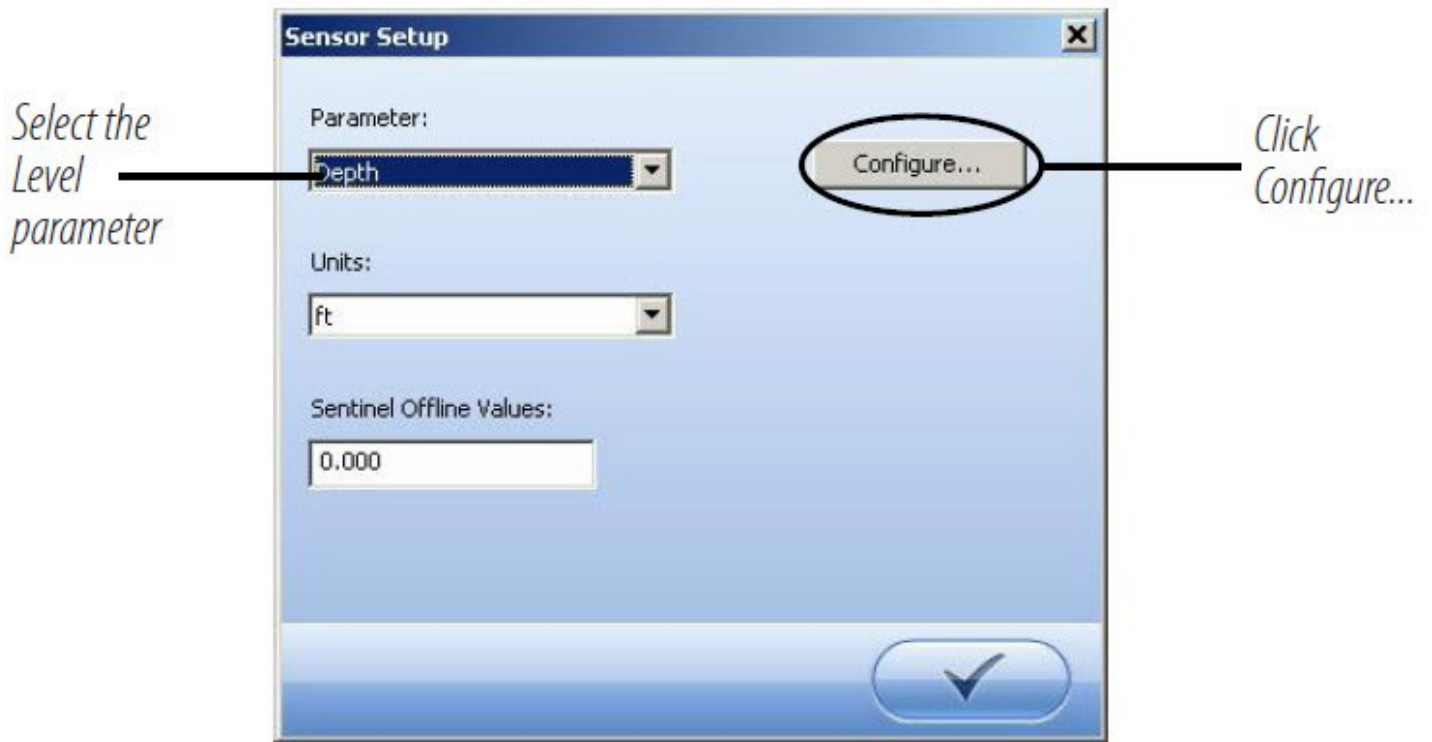 Sensor Setup
Select the
Level
parameter
Parameter:
Depth
Configure...
Click
Configure...
Units:
ft
Sentinel Offline Values:
0.000